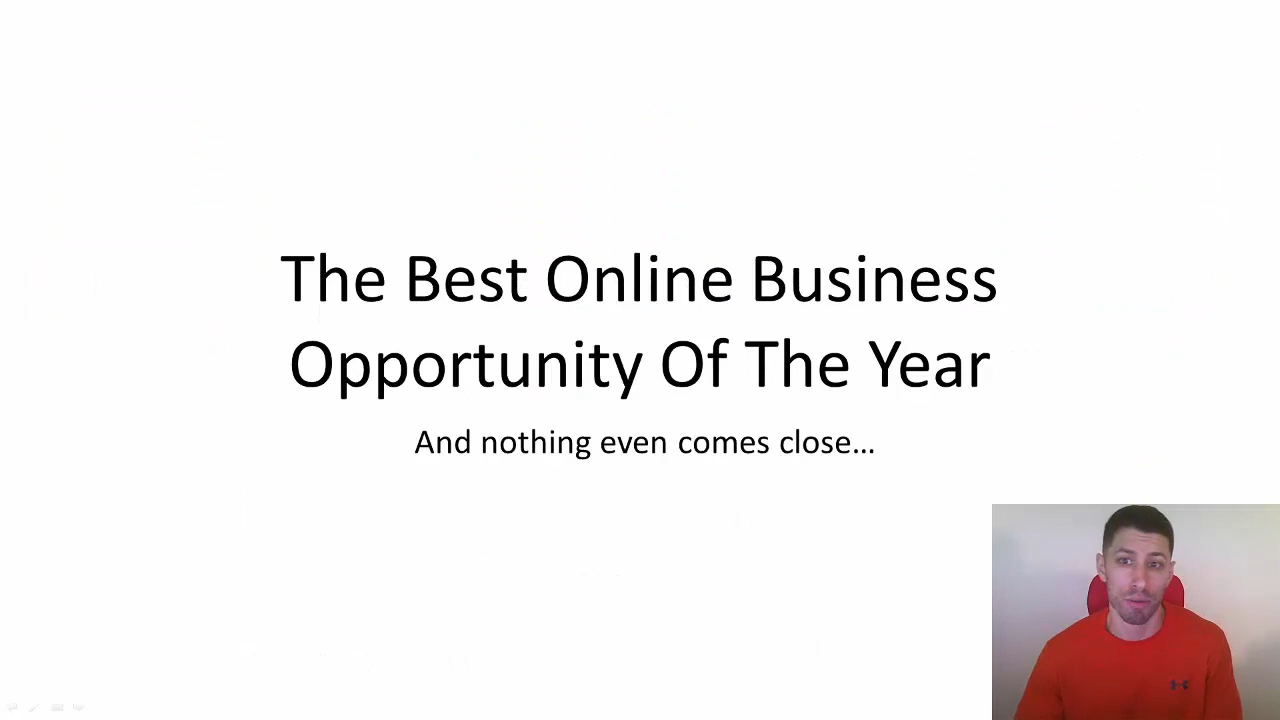 The Best Online Business
Opportunity Of The Year
And nothing even comes close...